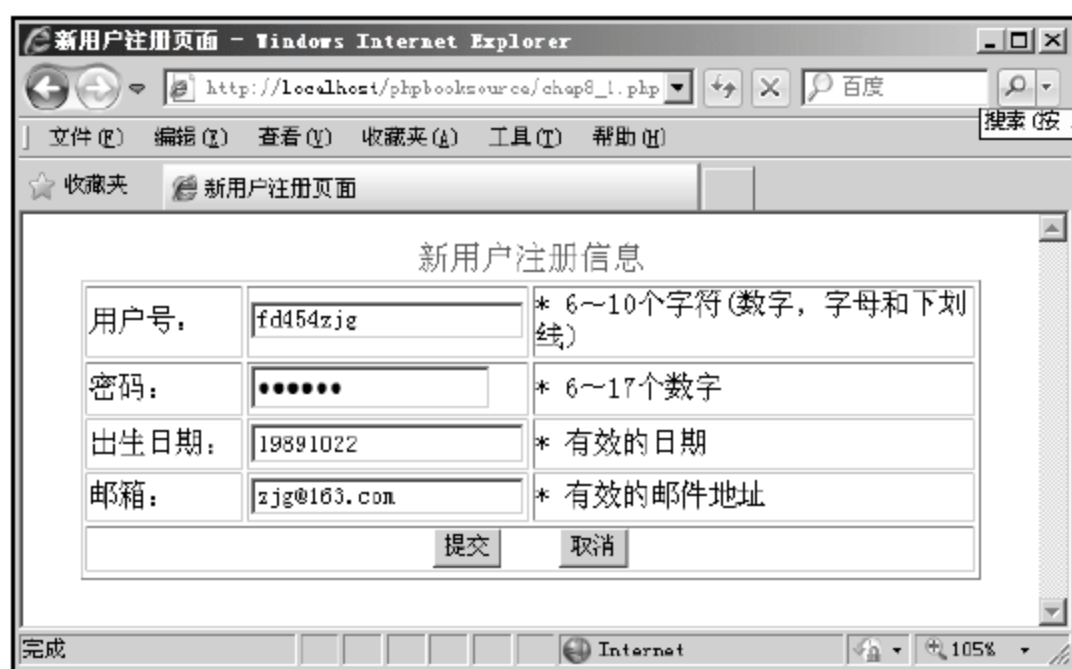 新用户注册页面 - Windows Internet Explorer
http://localhost/phpbooksource/chap8_1.php
百度
文件(F) 编辑(E) 查看(V) 收藏夹(A) 工具(T) 帮助(H)
搜索(按
收藏夹
新用户注册页面
新用户注册信息
用户号:
fd454zjg
* 6~10个字符(数字, 字母和下划
线)
密码:
••••••
* 6~17个数字
出生日期:
19891022
* 有效的日期
邮箱:
zjg@163.com
* 有效的邮件地址
提交 取消
完成
Internet
105%